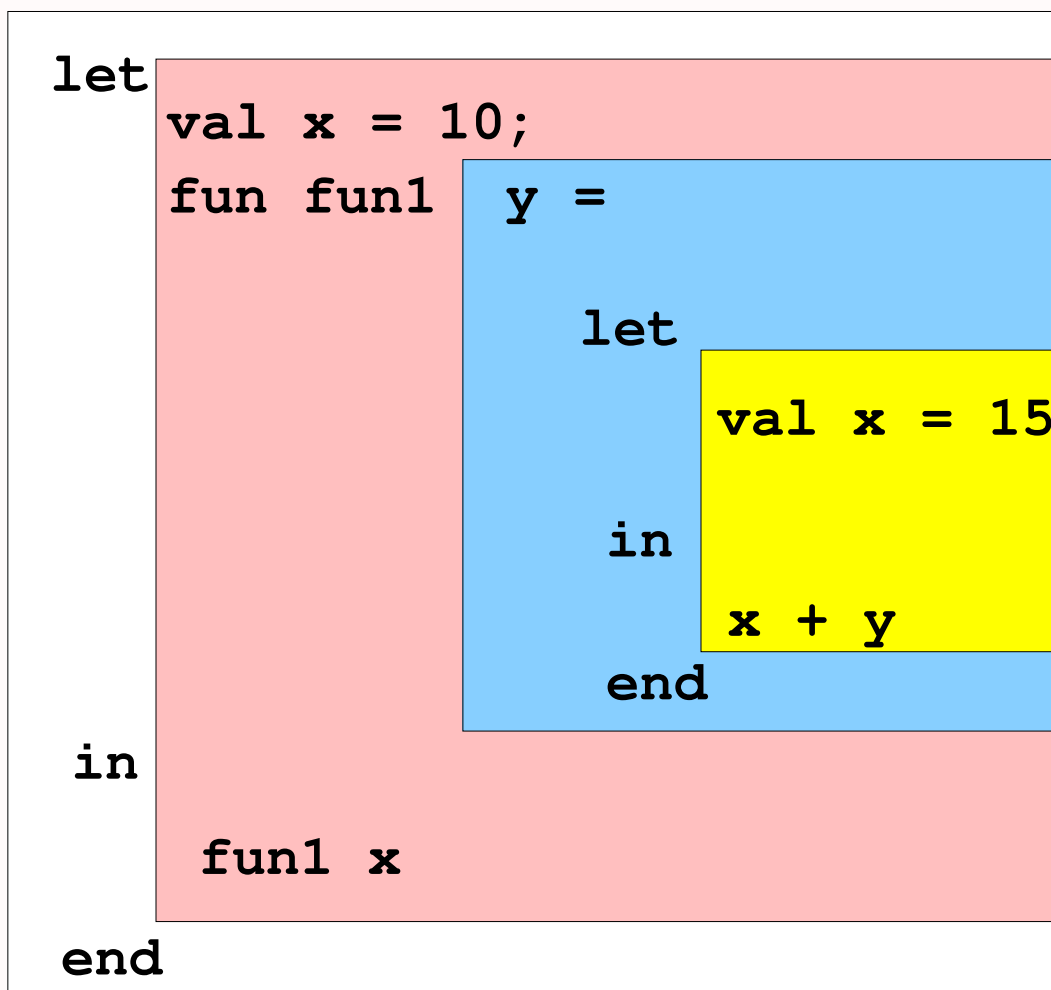 let
val x = 10;
fun fun1 y =
let
val x = 15
in
x + y
end
in
fun1 x
end